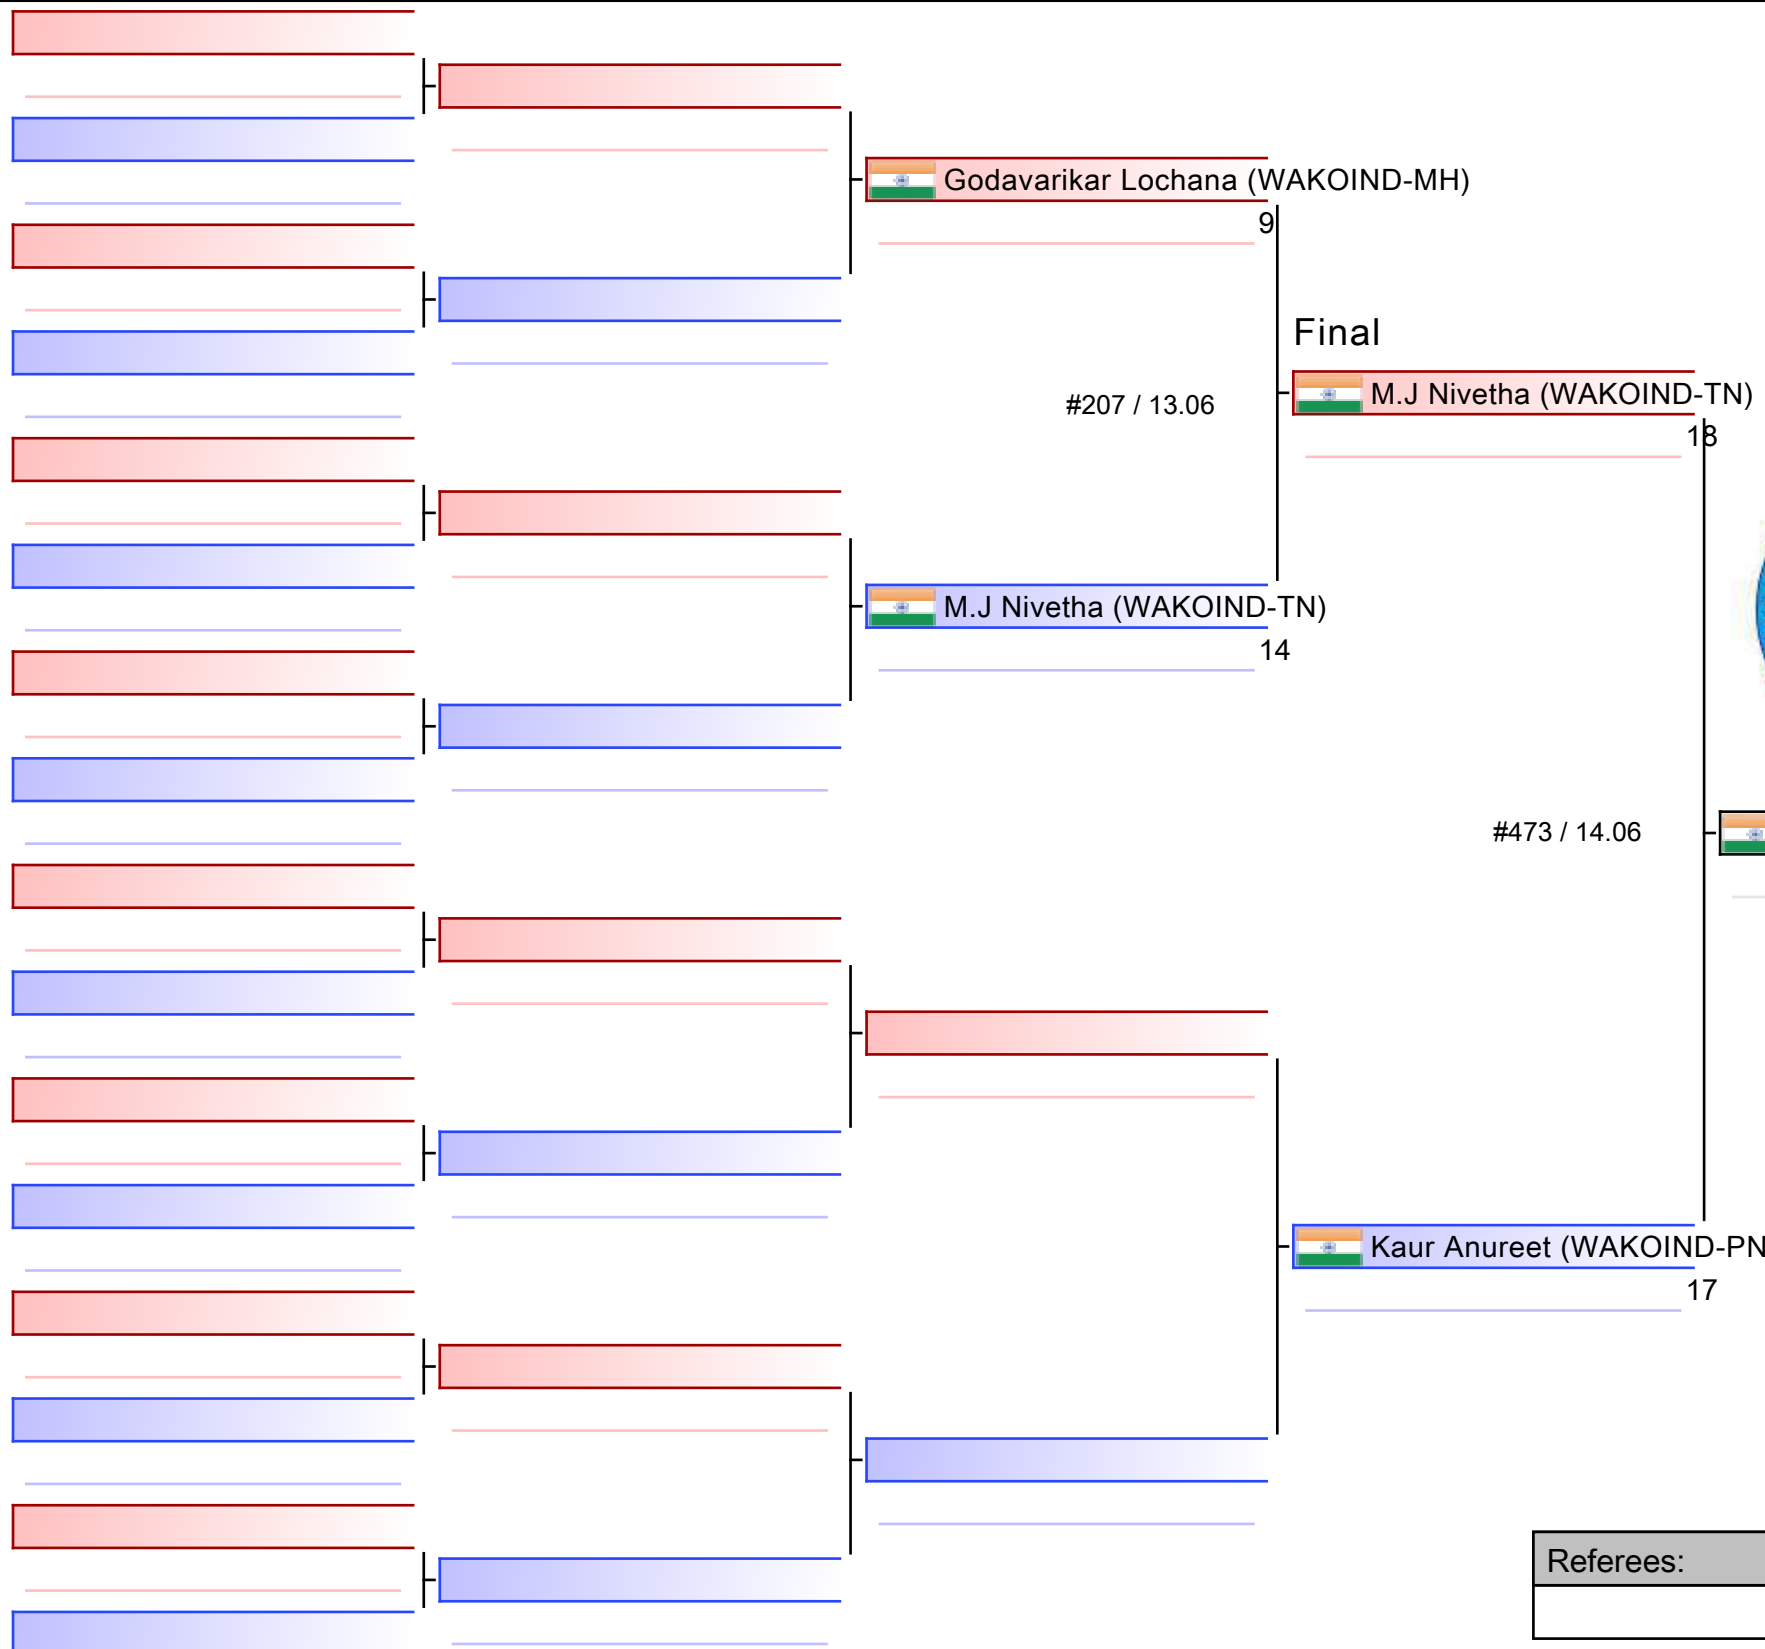 Godavarikar Lochana (WAKOIND-MH)
9
Final
#207 / 13.06
M.J Nivetha (WAKOIND-TN)
18
M.J Nivetha (WAKOIND-TN)
14
#473 / 14.06
Kaur Anureet (WAKOIND-PN
17
Referees: